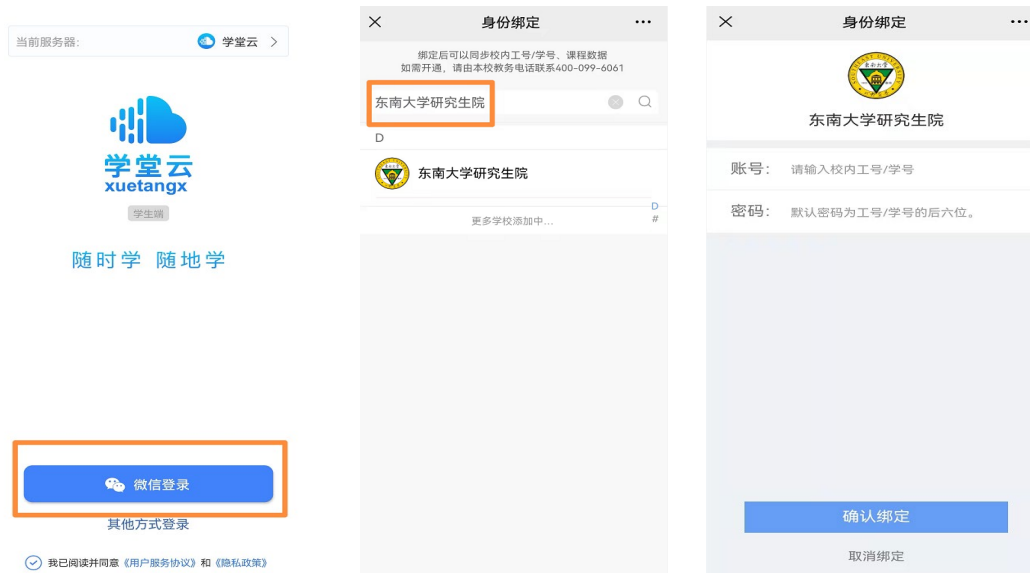 当前服务器: 学堂云 >
学堂云
xuetangx
学生端
随时学 随地学
微信登录
其他方式登录
我已阅读并同意《用户服务协议》和《隐私政策》
身份绑定
绑定后可以同步校内工号/学号、课程数据
如需开通，请由本校教务电话联系400-099-6061
东南大学研究生院
D
东南大学研究生院
D
#
更多学校添加中...
身份绑定
东南大学研究生院
账号: 请输入校内工号/学号
密码: 默认密码为工号/学号的后六位。
确认绑定
取消绑定